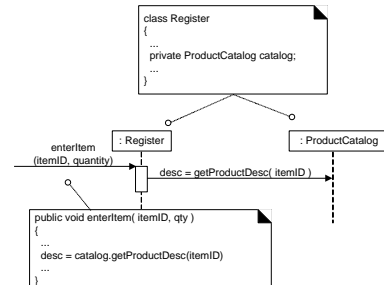 class Register
{
...
private ProductCatalog catalog;
...
}
enterItem
(itemID, quantity)
: Register
: ProductCatalog
desc = getProductDesc( itemID )
public void enterItem( itemID, qty )
{
...
desc = catalog.getProductDesc(itemID)
...
}